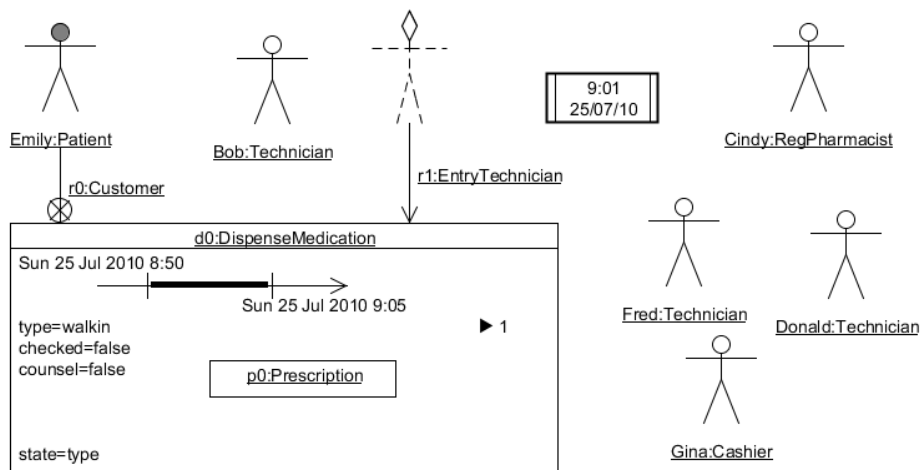 9:01
25/07/10
Emily:Patient
Bob:Technician
Cindy:RegPharmacist
r0:Customer
r1:EntryTechnician
d0:DispenseMedication
Sun 25 Jul 2010 8:50
Sun 25 Jul 2010 9:05
Fred:Technician
Donald:Technician
type=walkin
1
checked=false
counsel=false
p0:Prescription
state=type
Gina:Cashier